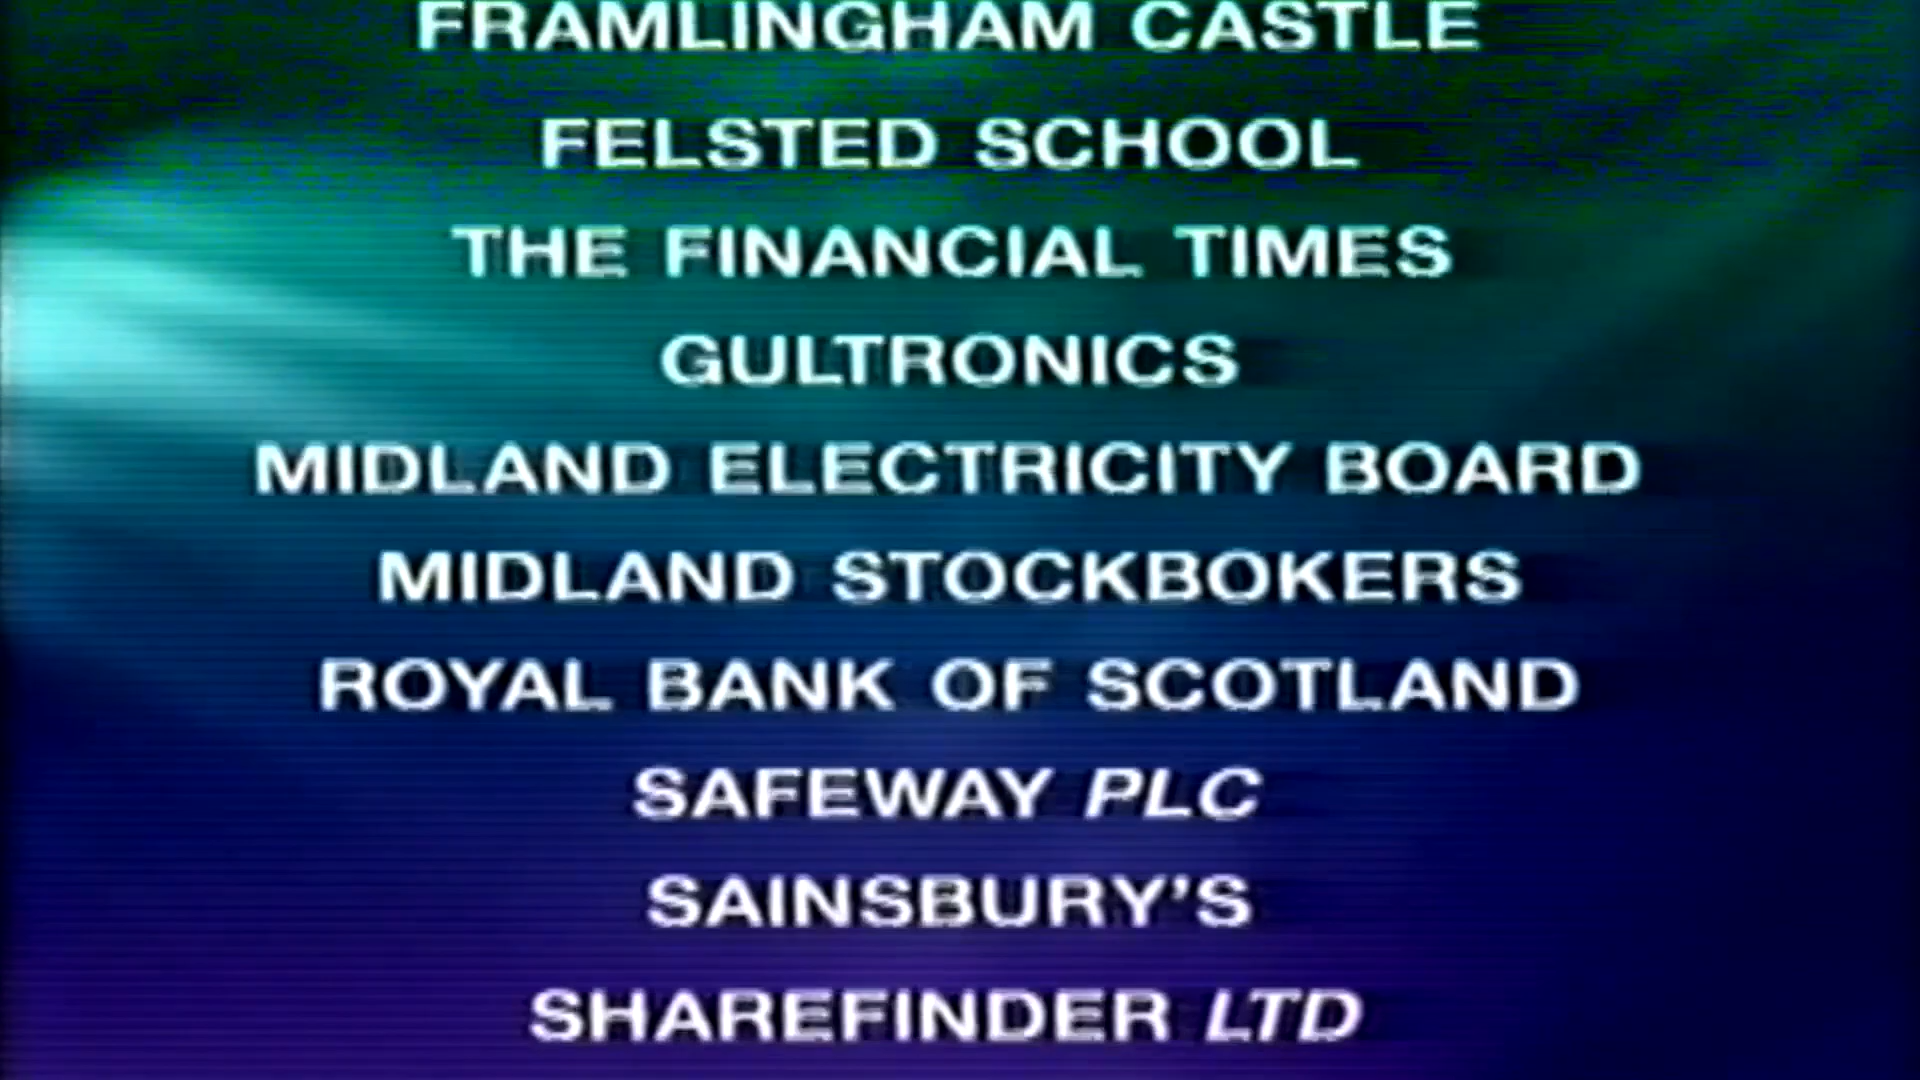 FRAMLINGHAM CASTLE
FELSTED SCHOOL
THE FINANCIAL TIMES
GULTRONICS
MIDLAND ELECTRICITY BOARD
MIDLAND STOCKBOKERS
ROYAL BANK OF SCOTLAND
SAFEWAY PLC
SAINSBURY'S
SHAREFINDER LTD